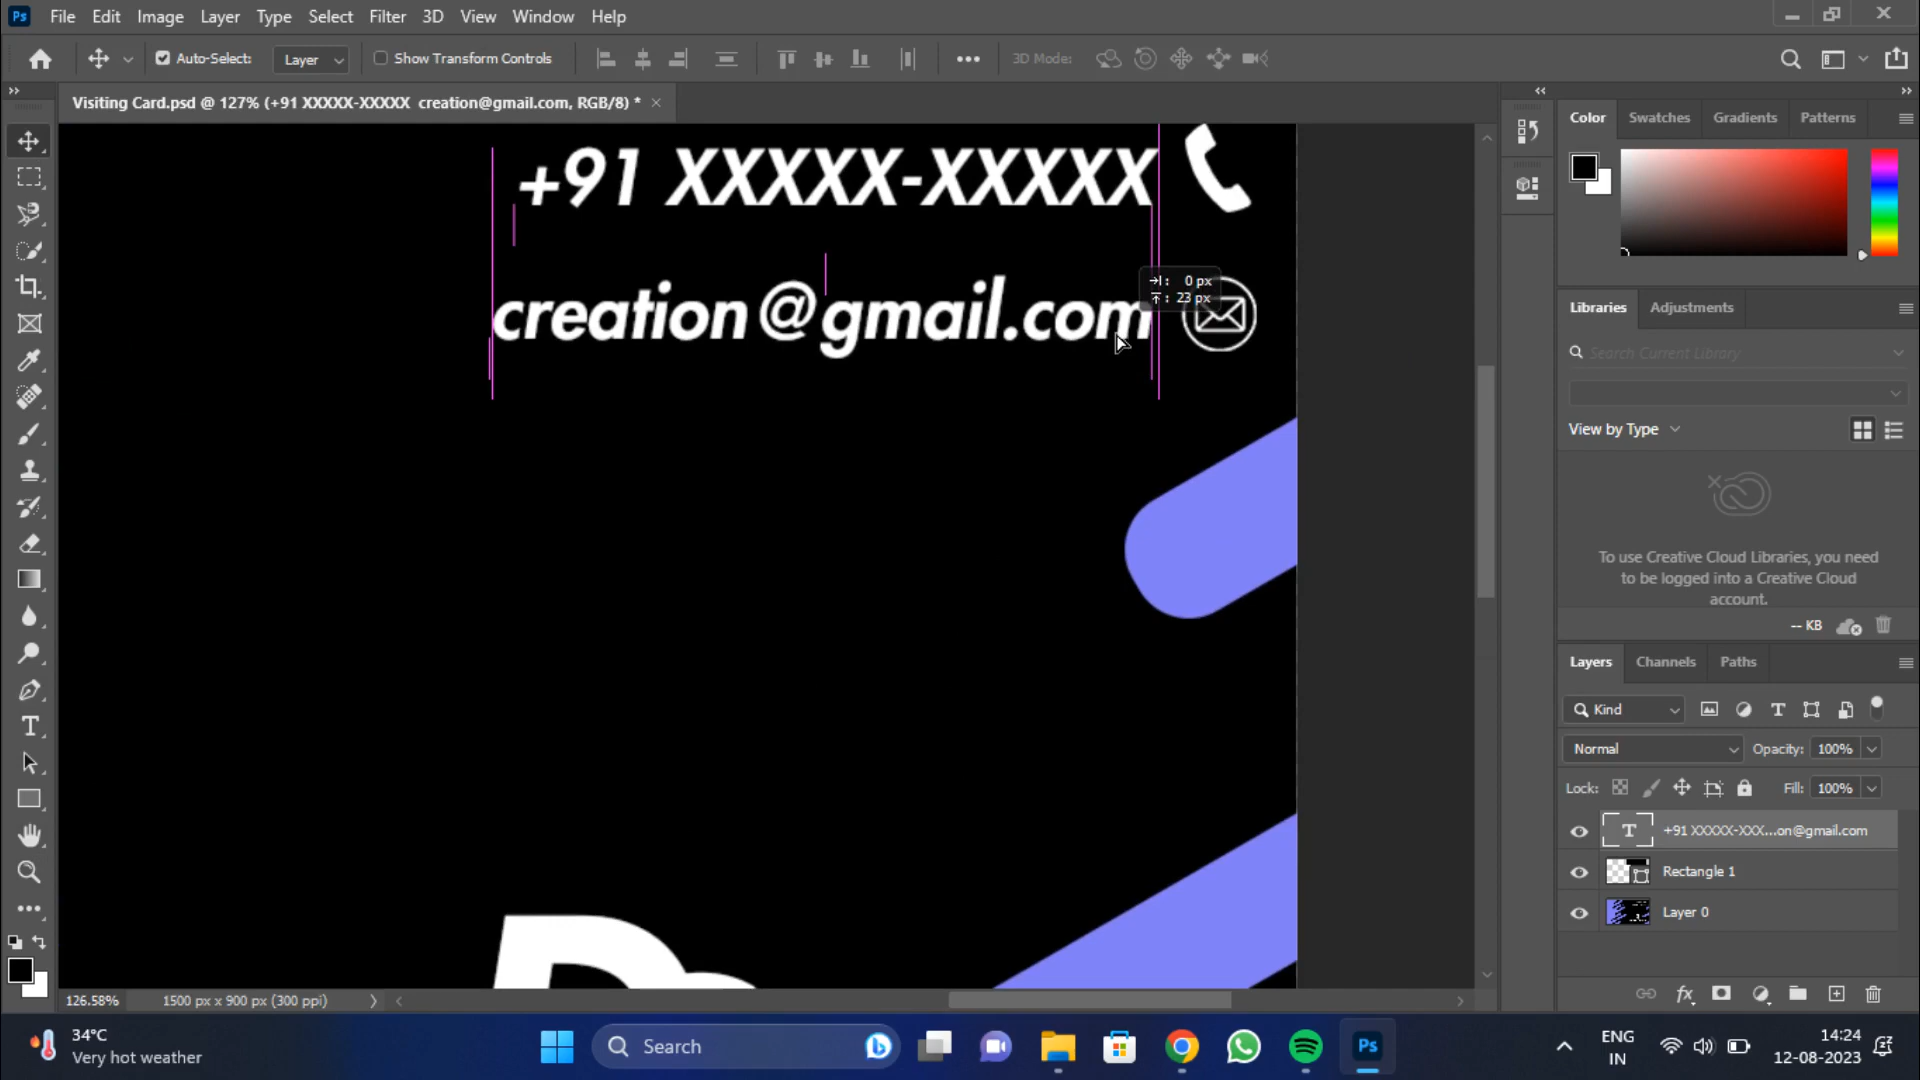 Ps File Edit Image Layer Type Select Filter 3D View Window Help
Auto-Select: Layer Show Transform Controls 3D Mode:
Visiting Card.psd @ 127% (+91 XXXXX-XXXXX creation@gmail.com, RGB/8) *
Color Swatches Gradients Patterns
+91 XXXXX-XXXXX
creation@gmail.com
0 px
23 px
Libraries Adjustments
Search Current Library
View by Type
To use Creative Cloud Libraries, you need
to be logged into a Creative Cloud
account.
-- KB
Layers Channels Paths
Kind
Normal Opacity: 100%
Lock: Fill: 100%
T +91 XXXXX-XXX...on@gmail.com
Rectangle 1
Layer 0
126.58% 1500 px x 900 px (300 ppi)
34°C
Very hot weather
Search
Ps
ENG
IN
14:24
12-08-2023